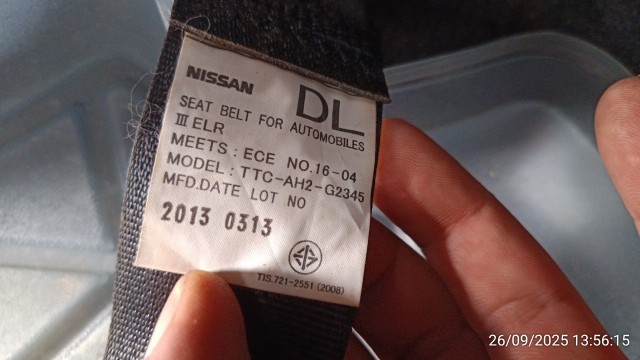 NISSAN DL
SEAT BELT FOR AUTOMOBILES
III ELR
MEETS : ECE NO.16-04
MODEL : TTC-AH2-G2345
MFD.DATE LOT NO
2013 0313
TIS.721-2551 (2008)
26/09/2025 13:56:15